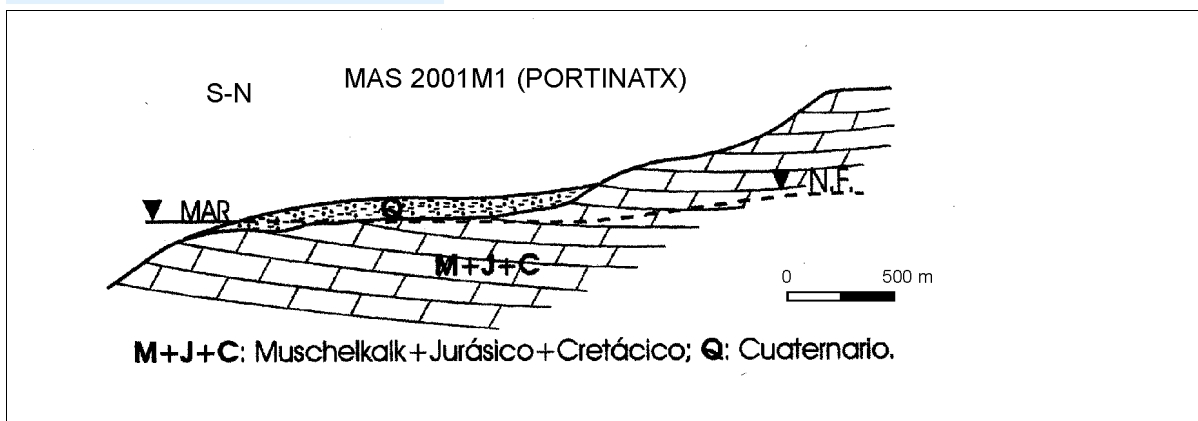 MAS 2001M1 (PORTINATX)
S-N
MAR
N.F.
Q
M+J+C
0 500 m
M+J+C: Muschelkalk+Jurásico+Cretácico; Q: Cuaternario.